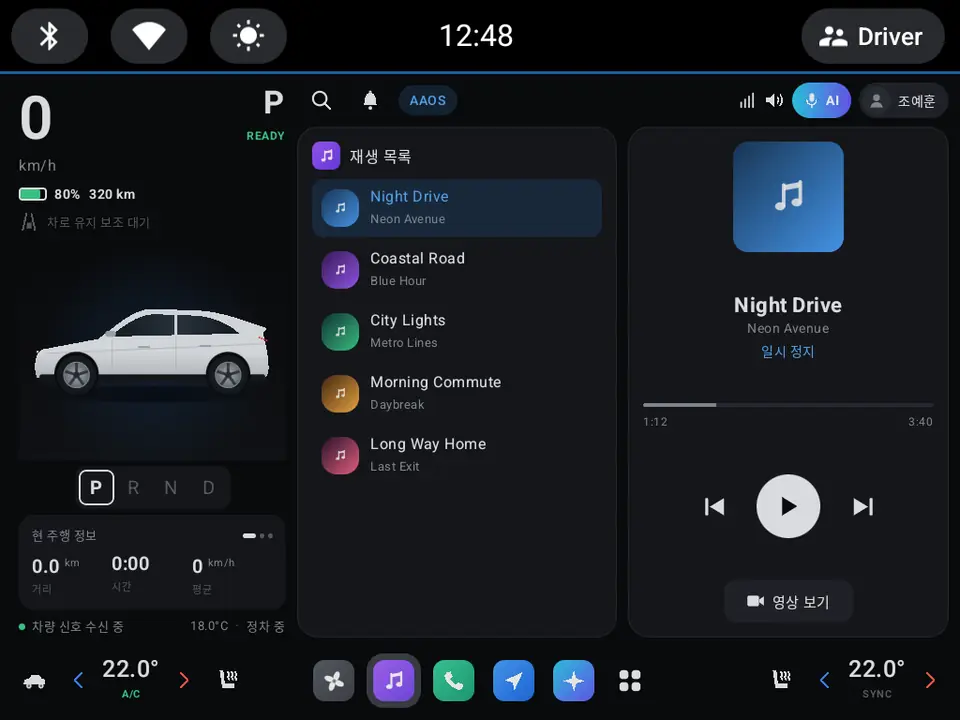 12:48
Driver
0
P
READY
km/h
80% 320 km
차로 유지 보조 대기
AAOS
AI
조예훈
재생 목록
Night Drive
Neon Avenue
Coastal Road
Blue Hour
City Lights
Metro Lines
Morning Commute
Daybreak
Long Way Home
Last Exit
Night Drive
Neon Avenue
일시 정지
1:12
3:40
영상 보기
P R N D
현 주행 정보
0.0 km 0:00 0 km/h
거리 시간 평균
차량 신호 수신 중 18.0°C · 정차 중
22.0°
A/C
22.0°
SYNC